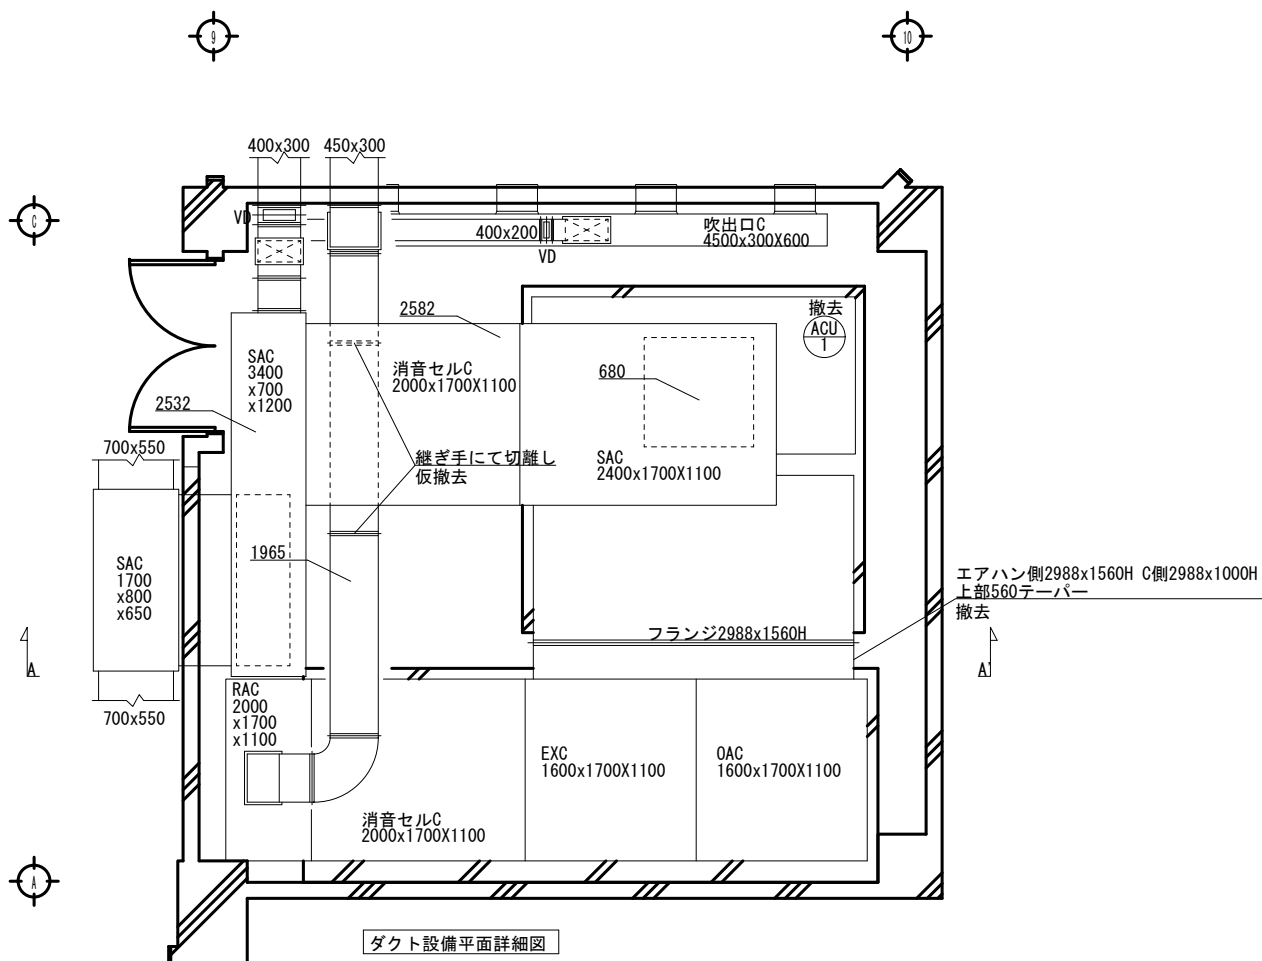 9
10
400x300
450x300
C
VD
400x200
VD
吹出口C
4500x300X600
2582
撤去
ACU
1
SAC
3400
x700
x1200
消音セルC
2000x1700X1100
680
2532
700x550
継ぎ手にて切離し
仮撤去
SAC
2400x1700X1100
SAC
1700
x800
x650
1965
エアハン側2988x1560H C側2988x1000H
上部560テーパー
撤去
フランジ2988x1560H
A
A'
700x550
RAC
2000
x1700
x1100
EXC
1600x1700X1100
OAC
1600x1700X1100
消音セルC
2000x1700X1100
A
ダクト設備平面詳細図